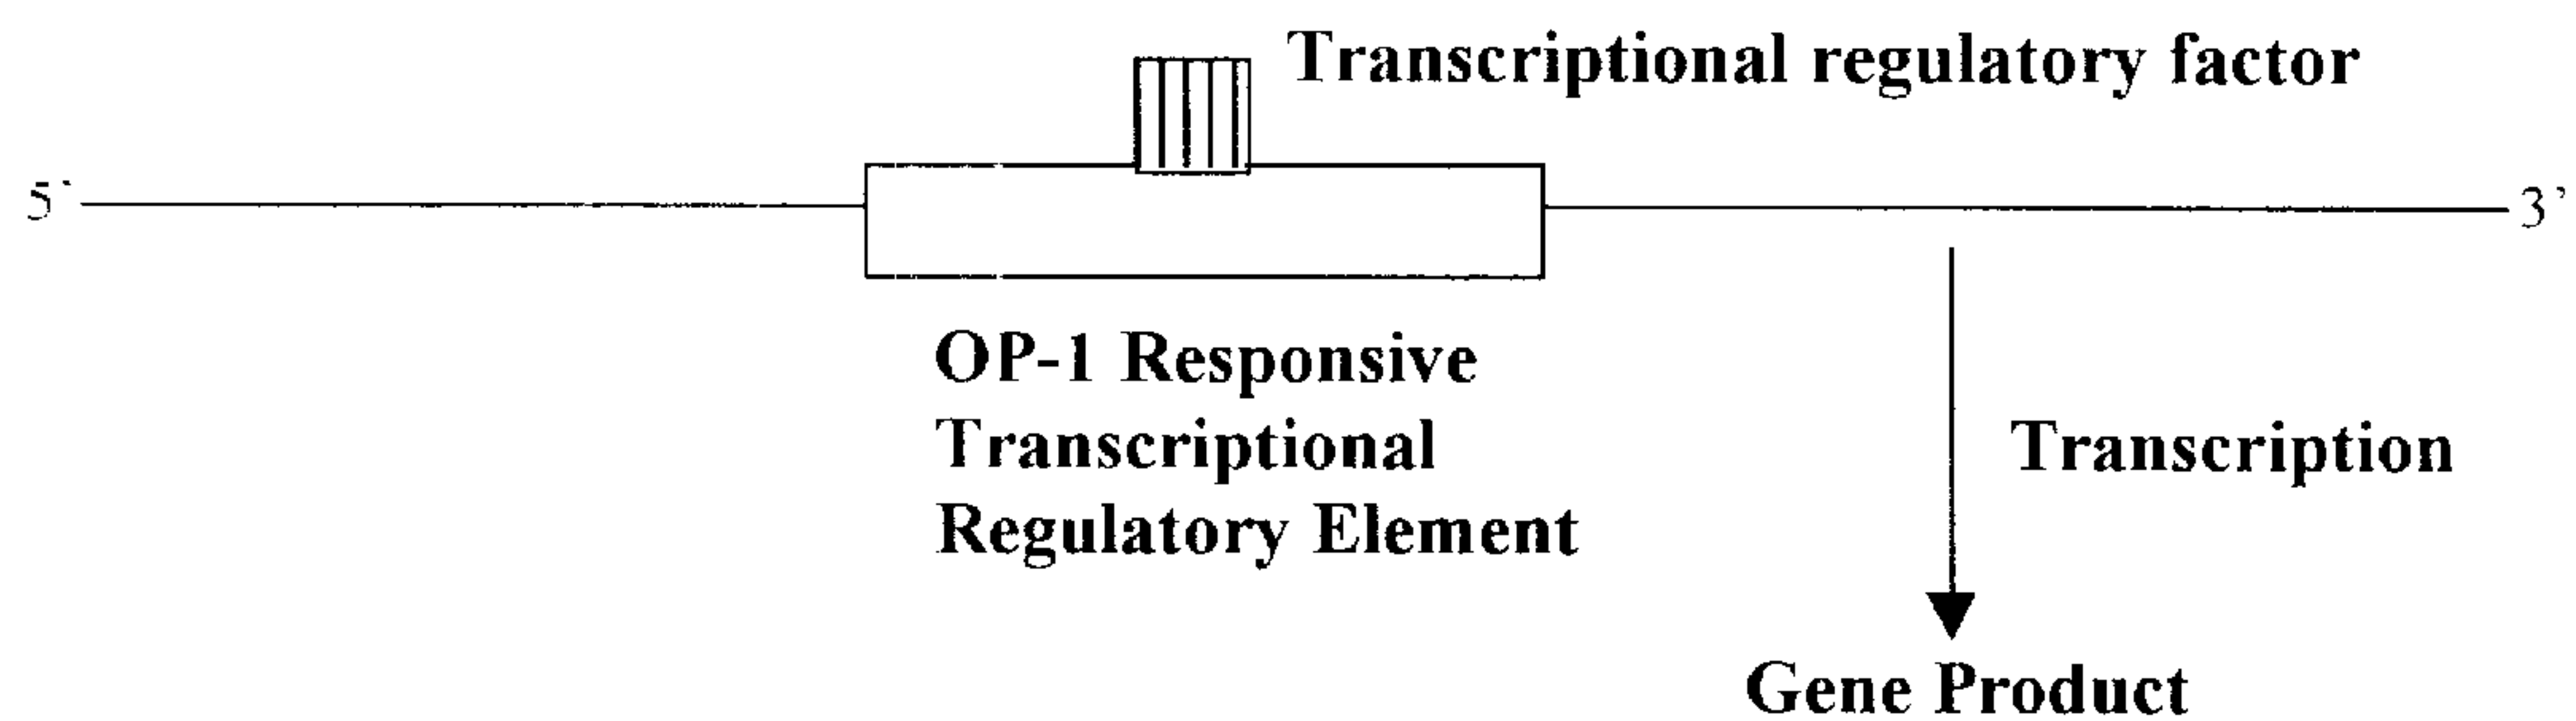 Transcriptional regulatory factor
5' 3'
OP-1 Responsive
Transcriptional
Regulatory Element
Transcription
Gene Product